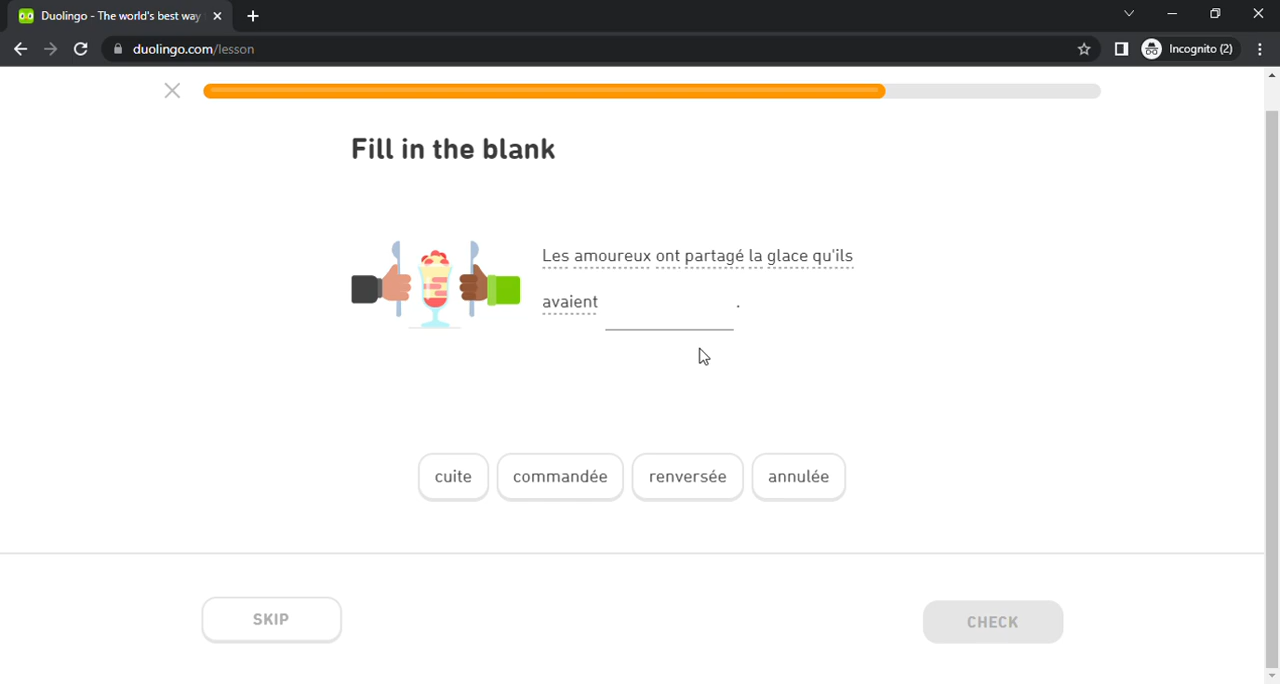 Duolingo - The world's best way
duolingo.com/lesson
Incognito (2)
Fill in the blank
Les amoureux ont partagé la glace qu'ils
avaient .
cuite commandée renversée annulée
SKIP CHECK